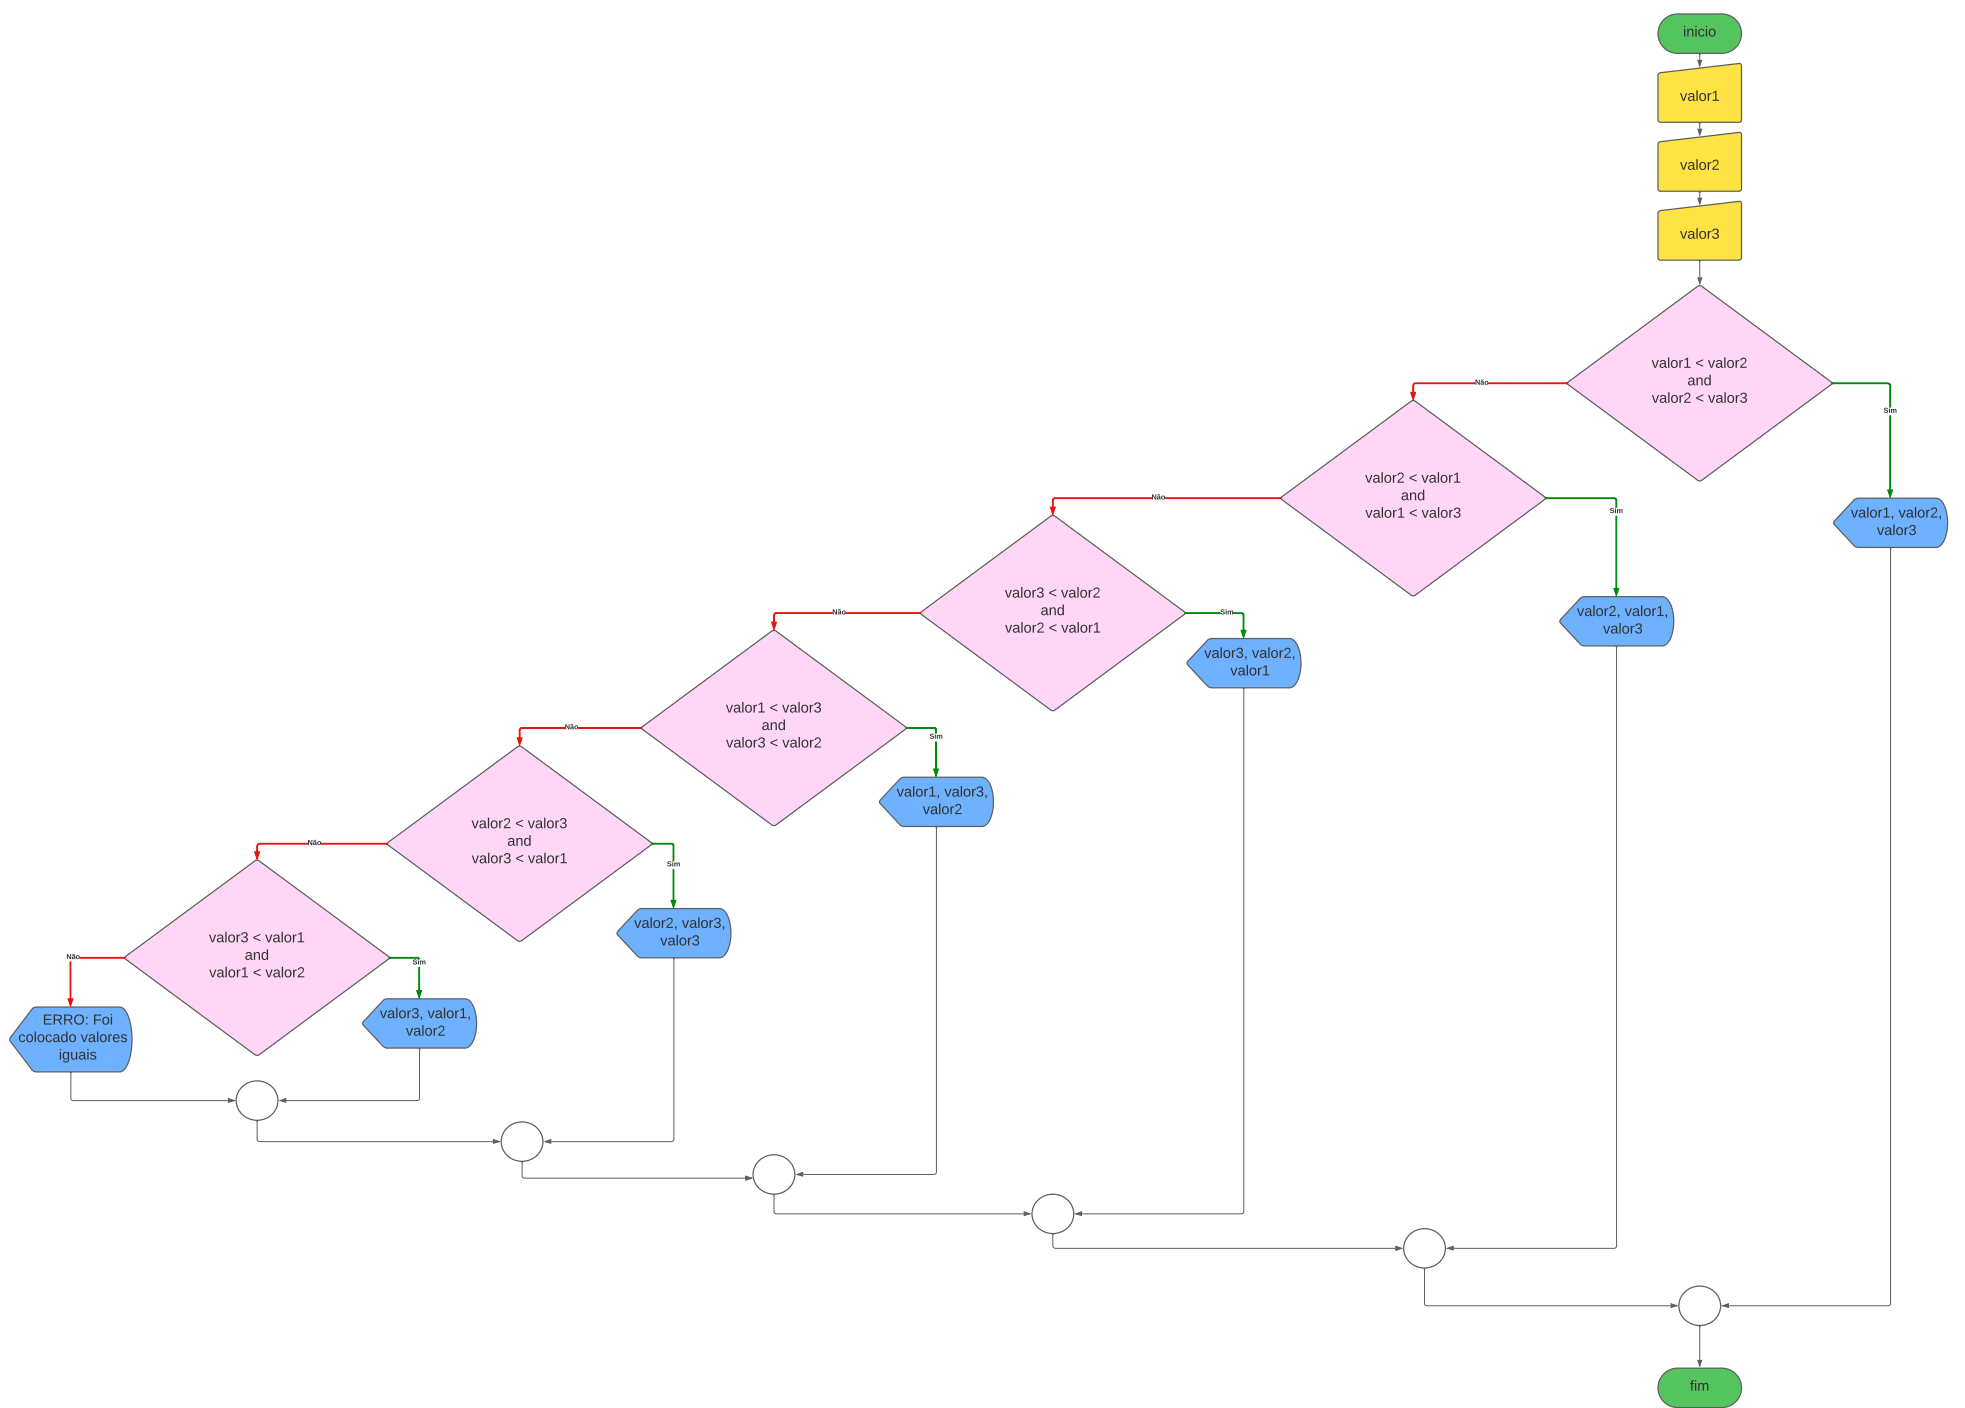 inicio
valor1
valor2
valor3
valor1 < valor2
and
valor2 < valor3
Não
Sim
valor2 < valor1
and
valor1 < valor3
valor1, valor2,
valor3
Não
Sim
valor3 < valor2
and
valor2 < valor1
valor2, valor1,
valor3
Não
Sim
valor1 < valor3
and
valor3 < valor2
valor3, valor2,
valor1
Não
Sim
valor2 < valor3
and
valor3 < valor1
valor1, valor3,
valor2
Não
Sim
valor3 < valor1
and
valor1 < valor2
valor2, valor3,
valor3
Não
Sim
ERRO: Foi
colocado valores
iguais
valor3, valor1,
valor2
fim